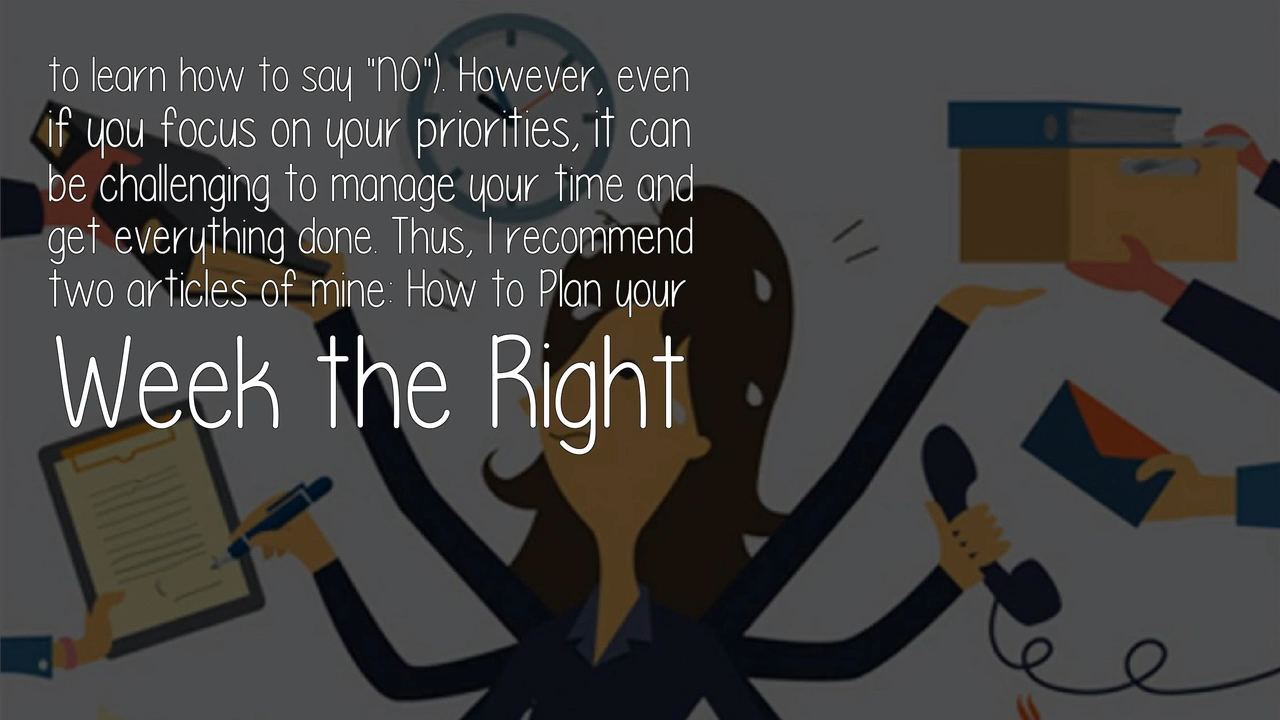 to learn how to say "NO"). However, even
if you focus on your priorities, it can
be challenging to manage your time and
get everything done. Thus, I recommend
two articles of mine: How to Plan your
Week the Right